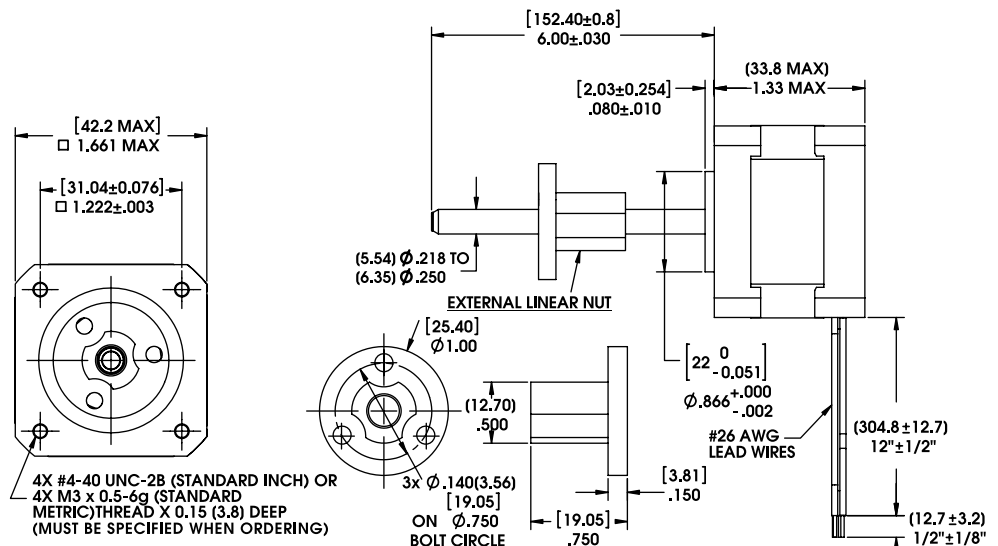 [152.40±0.8]
6.00±.030
(33.8 MAX)
1.33 MAX
[2.03±0.254]
.080±.010
[42.2 MAX]
□ 1.661 MAX
[31.04±0.076]
□ 1.222±.003
(5.54) Ø .218 TO
(6.35) Ø .250
EXTERNAL LINEAR NUT
[25.40]
Ø1.00
[22 0 -0.051]
Ø.866 +.000 -.002
(12.70)
.500
#26 AWG
LEAD WIRES
(304.8±12.7)
12"±1/2"
4X #4-40 UNC-2B (STANDARD INCH) OR
4X M3 x 0.5-6g (STANDARD
METRIC)THREAD X 0.15 (3.8) DEEP
(MUST BE SPECIFIED WHEN ORDERING)
3x Ø.140(3.56)
[19.05]
ON Ø.750
BOLT CIRCLE
[3.81]
.150
[19.05]
.750
(12.7±3.2)
1/2"±1/8"